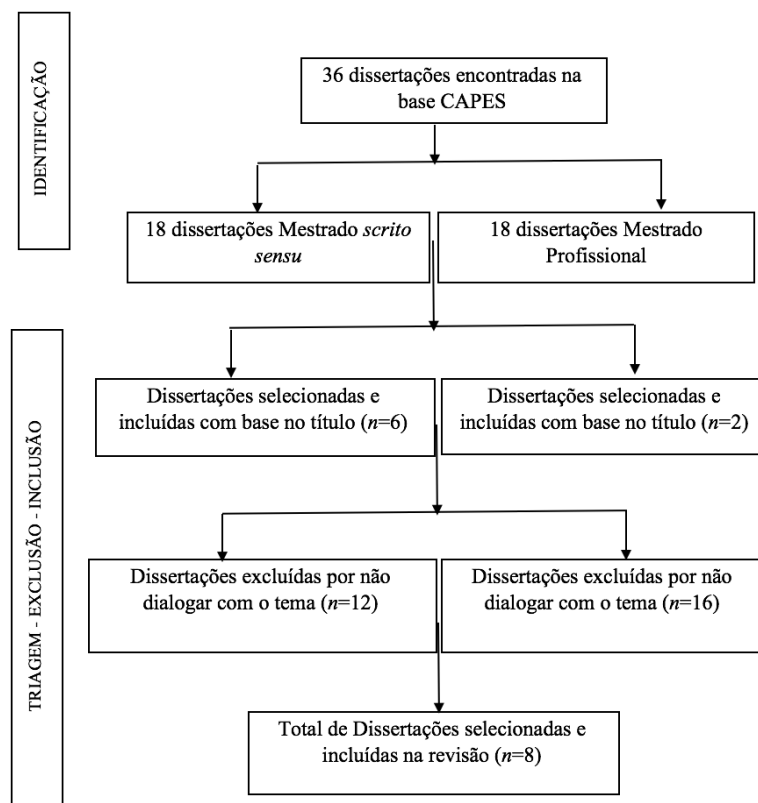 IDENTIFICAÇÃO
36 dissertações encontradas na
base CAPES
18 dissertações Mestrado scrito
sensu
18 dissertações Mestrado
Profissional
TRIAGEM - EXCLUSÃO - INCLUSÃO
Dissertações selecionadas e
incluídas com base no título (n=6)
Dissertações selecionadas e
incluídas com base no título (n=2)
Dissertações excluídas por não
dialogar com o tema (n=12)
Dissertações excluídas por não
dialogar com o tema (n=16)
Total de Dissertações selecionadas e
incluídas na revisão (n=8)